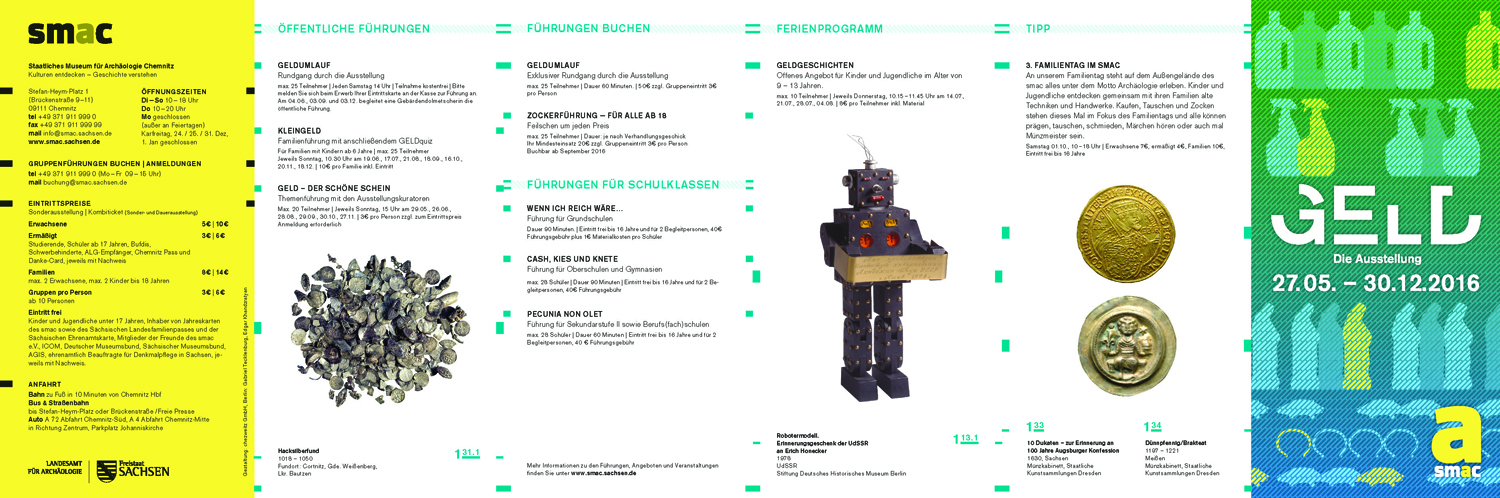 smac
Staatliches Museum für Archäologie Chemnitz
Kulturen entdecken – Geschichte verstehen
Stefan-Heym-Platz 1
(Brückenstraße 9–11)
09111 Chemnitz
tel +49 371 911 999 0
fax +49 371 911 999 99
mail info@smac.sachsen.de
www.smac.sachsen.de
ÖFFNUNGSZEITEN
Di – So 10 – 18 Uhr
Do 10 – 20 Uhr
Mo geschlossen
(außer an Feiertagen)
Karfreitag, 24. / 25. / 31. Dez,
1. Jan geschlossen
GRUPPENFÜHRUNGEN BUCHEN | ANMELDUNGEN
tel +49 371 911 999 0 (Mo – Fr 09 – 15 Uhr)
mail buchung@smac.sachsen.de
EINTRITTSPREISE
Sonderausstellung | Kombiticket (Sonder- und Dauerausstellung)
Erwachsene 5€ | 10€
Ermäßigt 3€ | 6€
Studierende, Schüler ab 17 Jahren, Bufdis,
Schwerbehinderte, ALG-Empfänger, Chemnitz Pass und
Danke-Card, jeweils mit Nachweis
Familien 8€ | 14€
max. 2 Erwachsene, max. 2 Kinder bis 18 Jahren
Gruppen pro Person 3€ | 6€
ab 10 Personen
Eintritt frei
Kinder und Jugendliche unter 17 Jahren, Inhaber von Jahreskarten
des smac sowie des Sächsischen Landesfamilienpasses und der
Sächsischen Ehrenamtskarte, Mitglieder der Freunde des smac
e.V., ICOM, Deutscher Museumsbund, Sächsischer Museumsbund,
AGiS, ehrenamtlich Beauftragte für Denkmalpflege in Sachsen, je-
weils mit Nachweis.
ANFAHRT
Bahn zu Fuß in 10 Minuten von Chemnitz Hbf
Bus & Straßenbahn
bis Stefan-Heym-Platz oder Brückenstraße / Freie Presse
Auto A 72 Abfahrt Chemnitz-Süd, A 4 Abfahrt Chemnitz-Mitte
in Richtung Zentrum, Parkplatz Johanniskirche
LANDESAMT
FÜR ARCHÄOLOGIE
Freistaat
SACHSEN
Gestaltung: chezweitz GmbH, Berlin: Gabriel Tecklenburg, Edgar Khandzratyan
ÖFFENTLICHE FÜHRUNGEN
GELDUMLAUF
Rundgang durch die Ausstellung
max. 25 Teilnehmer | Jeden Samstag 14 Uhr | Teilnahme kostenfrei | Bitte
melden Sie sich beim Erwerb Ihrer Eintrittskarte an der Kasse zur Führung an.
Am 04.06., 03.09. und 03.12. begleitet eine Gebärdendolmetscherin die
öffentliche Führung.
KLEINGELD
Familienführung mit anschließendem GELDquiz
Für Familien mit Kindern ab 6 Jahre | max. 25 Teilnehmer
Jeweils Sonntag, 10.30 Uhr am 19.06., 17.07., 21.08., 18.09., 16.10.,
20.11., 18.12. | 10€ pro Familie inkl. Eintritt
GELD – DER SCHÖNE SCHEIN
Themenführung mit den Ausstellungskuratoren
Max. 20 Teilnehmer | Jeweils Sonntag, 15 Uhr am 29.05., 26.06.,
28.08., 29.09., 30.10., 27.11. | 3€ pro Person zzgl. zum Eintrittspreis
Anmeldung erforderlich
Hacksilberfund
1018 – 1050
Fundort: Cortnitz, Gde. Weißenberg,
Lkr. Bautzen
1 31.1
FÜHRUNGEN BUCHEN
GELDUMLAUF
Exklusiver Rundgang durch die Ausstellung
max. 25 Teilnehmer | Dauer 60 Minuten. | 50€ zzgl. Gruppeneintritt 3€
pro Person
ZOCKERFÜHRUNG – FÜR ALLE AB 18
Feilschen um jeden Preis
max. 25 Teilnehmer | Dauer: je nach Verhandlungsgeschick
Ihr Mindesteinsatz 20€ zzgl. Gruppeneintritt 3€ pro Person
Buchbar ab September 2016
FÜHRUNGEN FÜR SCHULKLASSEN
WENN ICH REICH WÄRE...
Führung für Grundschulen
Dauer 90 Minuten | Eintritt frei bis 16 Jahre und für 2 Begleitpersonen, 40€
Führungsgebühr plus 1€ Materialkosten pro Schüler
CASH, KIES UND KNETE
Führung für Oberschulen und Gymnasien
max. 28 Schüler | Dauer 90 Minuten | Eintritt frei bis 16 Jahre und für 2 Be-
gleitpersonen, 40€ Führungsgebühr
PECUNIA NON OLET
Führung für Sekundarstufe II sowie Berufs(fach)schulen
max. 28 Schüler | Dauer 60 Minuten | Eintritt frei bis 16 Jahre und für 2
Begleitpersonen, 40 € Führungsgebühr
Mehr Informationen zu den Führungen, Angeboten und Veranstaltungen
finden Sie unter www.smac.sachsen.de
FERIENPROGRAMM
GELDGESCHICHTEN
Offenes Angebot für Kinder und Jugendliche im Alter von
9 – 13 Jahren.
max. 10 Teilnehmer | Jeweils Donnerstag, 10.15 – 11.45 Uhr am 14.07.,
21.07., 28.07., 04.08. | 6€ pro Teilnehmer inkl. Material
Robotermodell.
Erinnerungsgeschenk der UdSSR
an Erich Honecker
1978
UdSSR
Stiftung Deutsches Historisches Museum Berlin
1 13.1
TIPP
3. FAMILIENTAG IM SMAC
An unserem Familientag steht auf dem Außengelände des
smac alles unter dem Motto Archäologie erleben. Kinder und
Jugendliche entdecken gemeinsam mit ihren Familien alte
Techniken und Handwerke. Kaufen, Tauschen und Zocken
stehen dieses Mal im Fokus des Familientags und alle können
prägen, tauschen, schmieden, Märchen hören oder auch mal
Münzmeister sein.
Samstag 01.10., 10 – 18 Uhr | Erwachsene 7€, ermäßigt 4€, Familien 10€,
Eintritt frei bis 16 Jahre
1 33
10 Dukaten – zur Erinnerung an
100 Jahre Augsburger Konfession
1630, Sachsen
Münzkabinett, Staatliche
Kunstsammlungen Dresden
1 34
Dünnpfennig/Brakteat
1197 – 1221
Meißen
Münzkabinett, Staatliche
Kunstsammlungen Dresden
GELD
Die Ausstellung
27.05. – 30.12.2016
a
smac